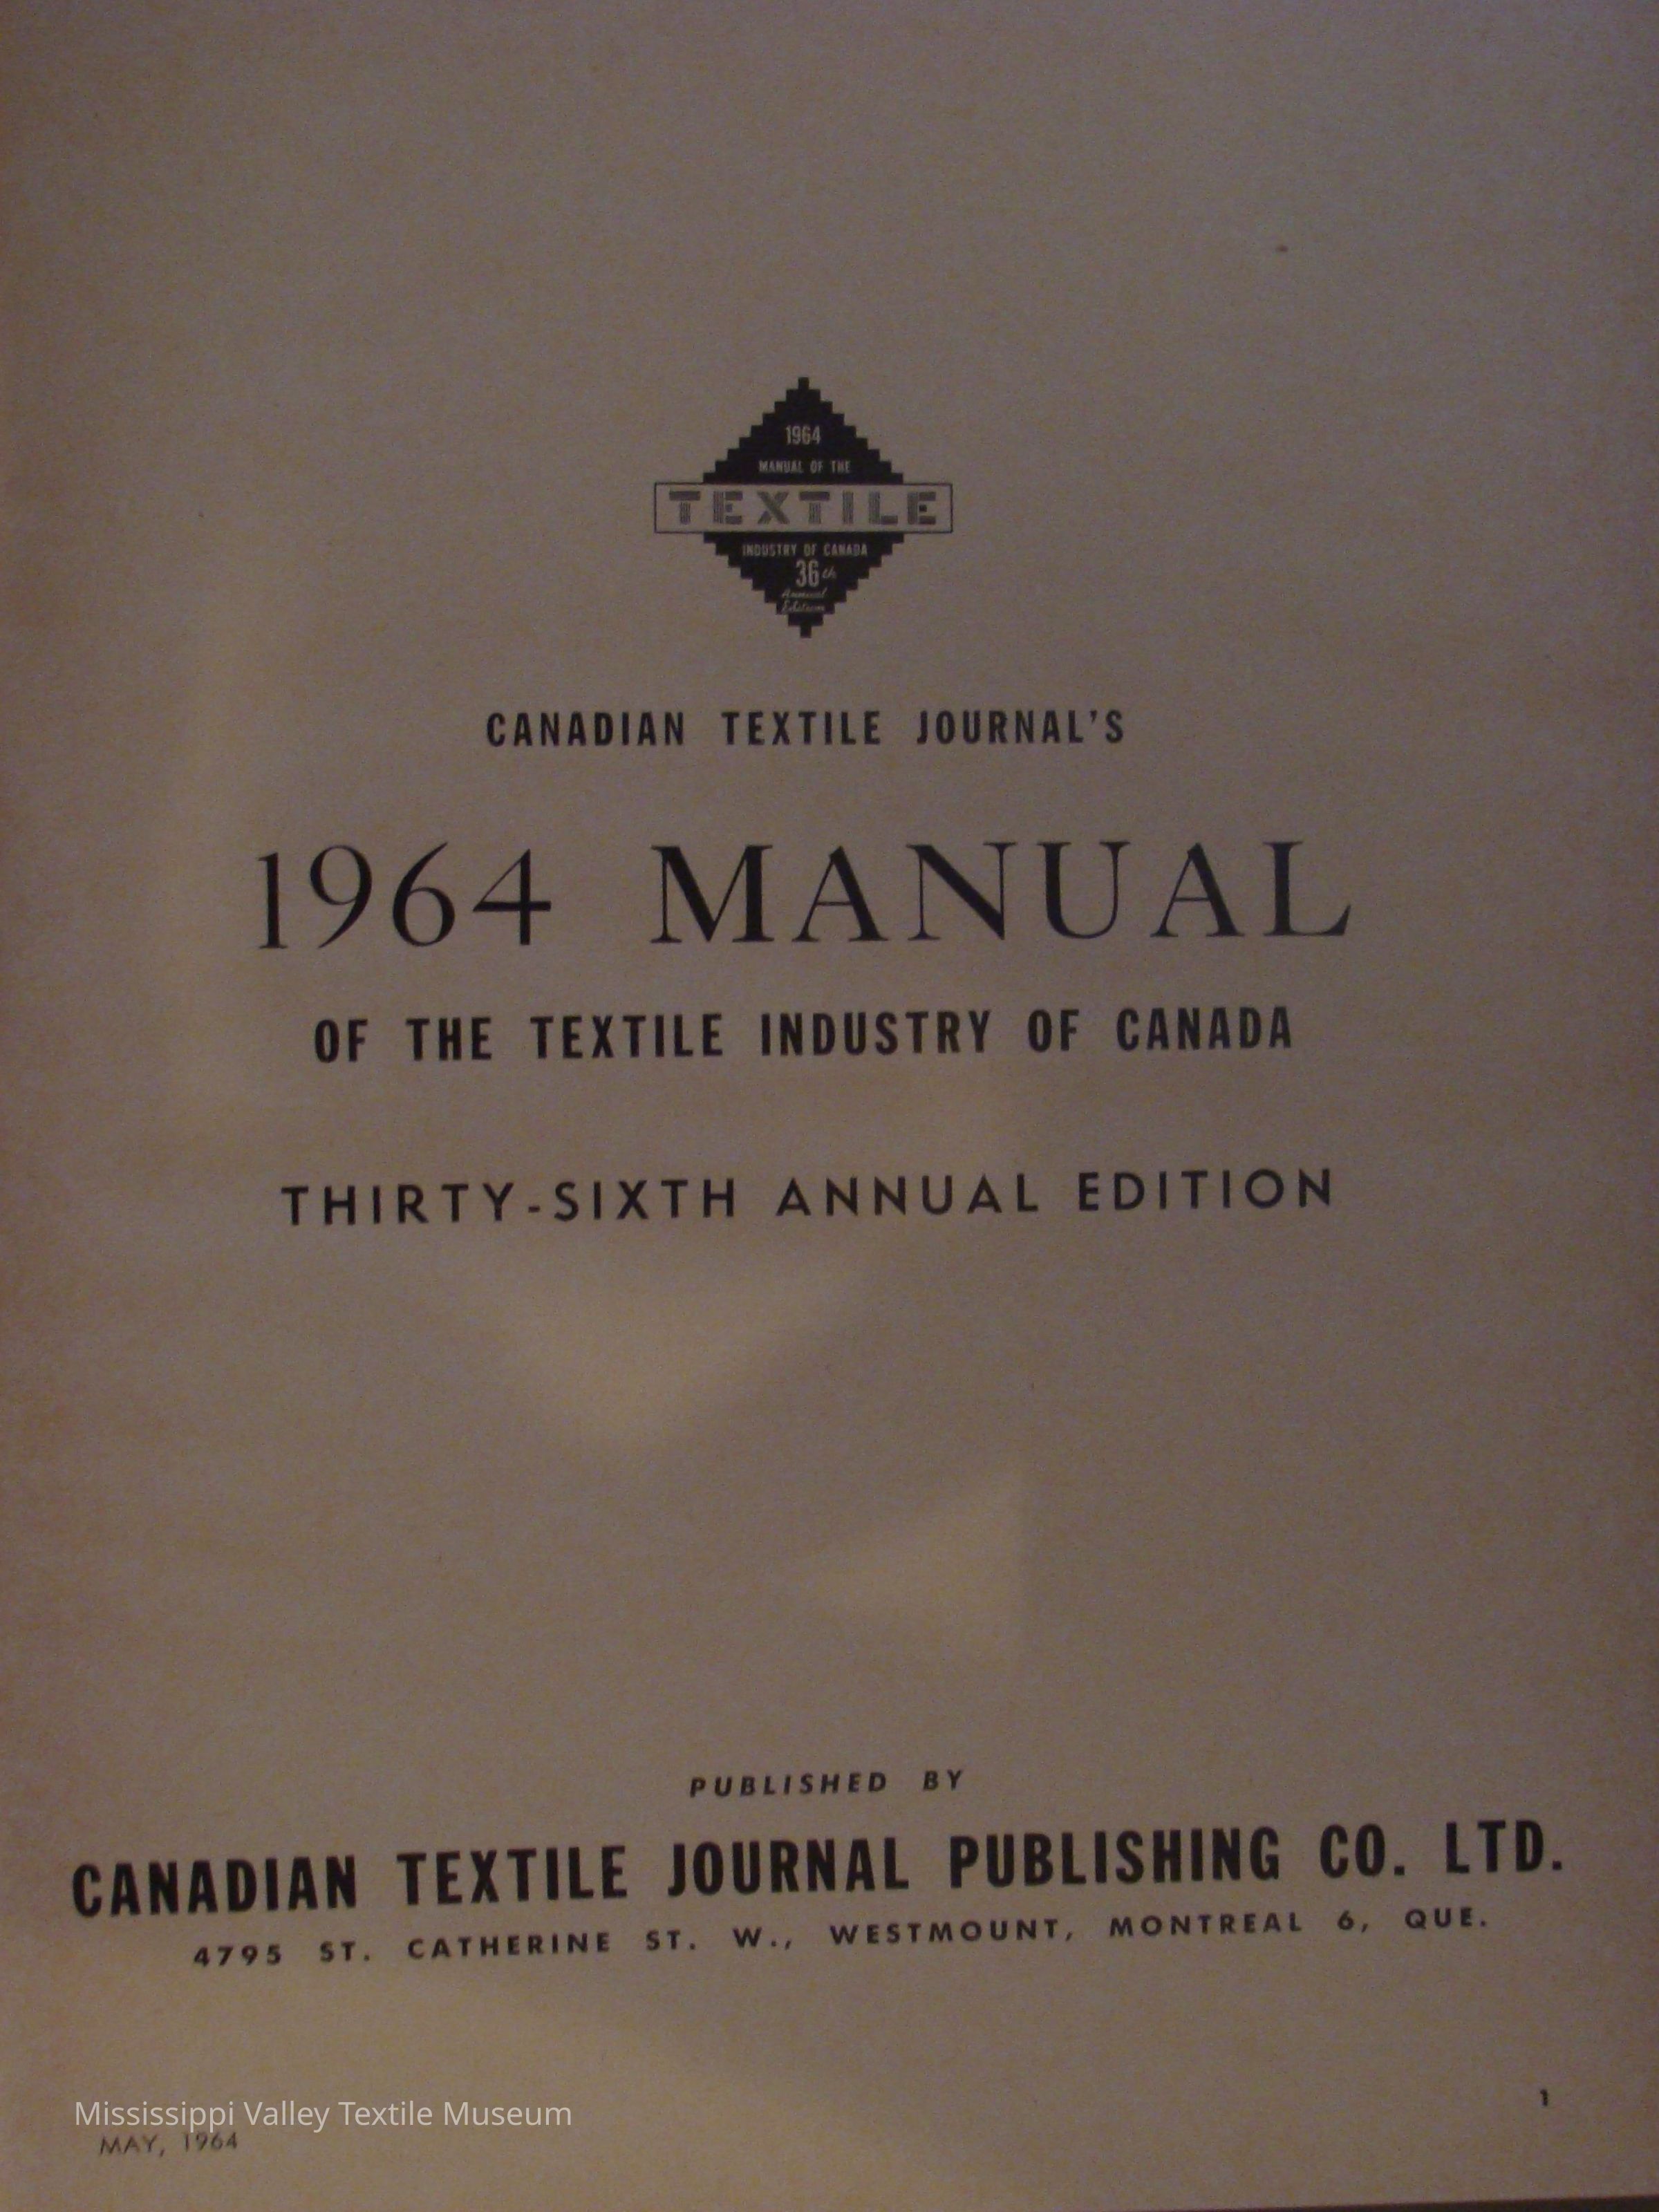 1964
MANUAL OF THE
TEXTILE
INDUSTRY OF CANADA
36th
Annual
Edition
CANADIAN TEXTILE JOURNAL'S
1964 MANUAL
OF THE TEXTILE INDUSTRY OF CANADA
THIRTY-SIXTH ANNUAL EDITION
PUBLISHED BY
CANADIAN TEXTILE JOURNAL PUBLISHING CO. LTD.
4795 ST. CATHERINE ST. W., WESTMOUNT, MONTREAL 6, QUE.
1
Mississippi Valley Textile Museum
MAY, 1964